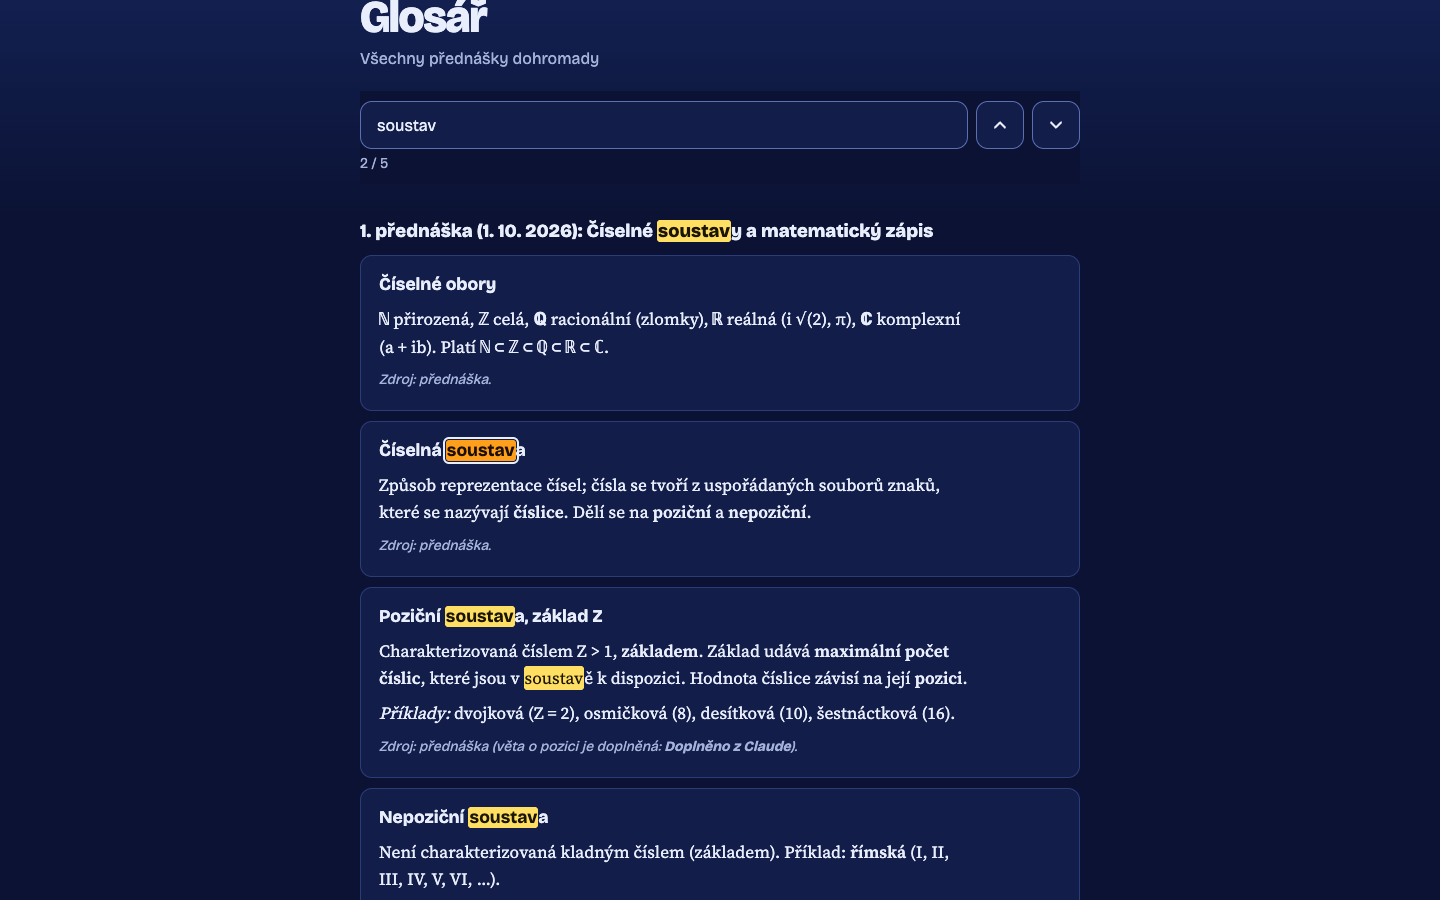 Glosář
Všechny přednášky dohromady
soustav
2 / 5
1. přednáška (1. 10. 2026): Číselné soustavy a matematický zápis
Číselné obory
ℕ přirozená, ℤ celá, ℚ racionální (zlomky), ℝ reálná (i √(2), π), ℂ komplexní
(a + ib). Platí ℕ ⊂ ℤ ⊂ ℚ ⊂ ℝ ⊂ ℂ.
Zdroj: přednáška.
Číselná soustava
Způsob reprezentace čísel; čísla se tvoří z uspořádaných souborů znaků,
které se nazývají číslice. Dělí se na poziční a nepoziční.
Zdroj: přednáška.
Poziční soustava, základ Z
Charakterizovaná číslem Z > 1, základem. Základ udává maximální počet
číslic, které jsou v soustavě k dispozici. Hodnota číslice závisí na její pozici.
Příklady: dvojková (Z = 2), osmičková (8), desítková (10), šestnáctková (16).
Zdroj: přednáška (věta o pozici je doplněná: Doplněno z Claude).
Nepoziční soustava
Není charakterizovaná kladným číslem (základem). Příklad: římská (I, II,
III, IV, V, VI, …).